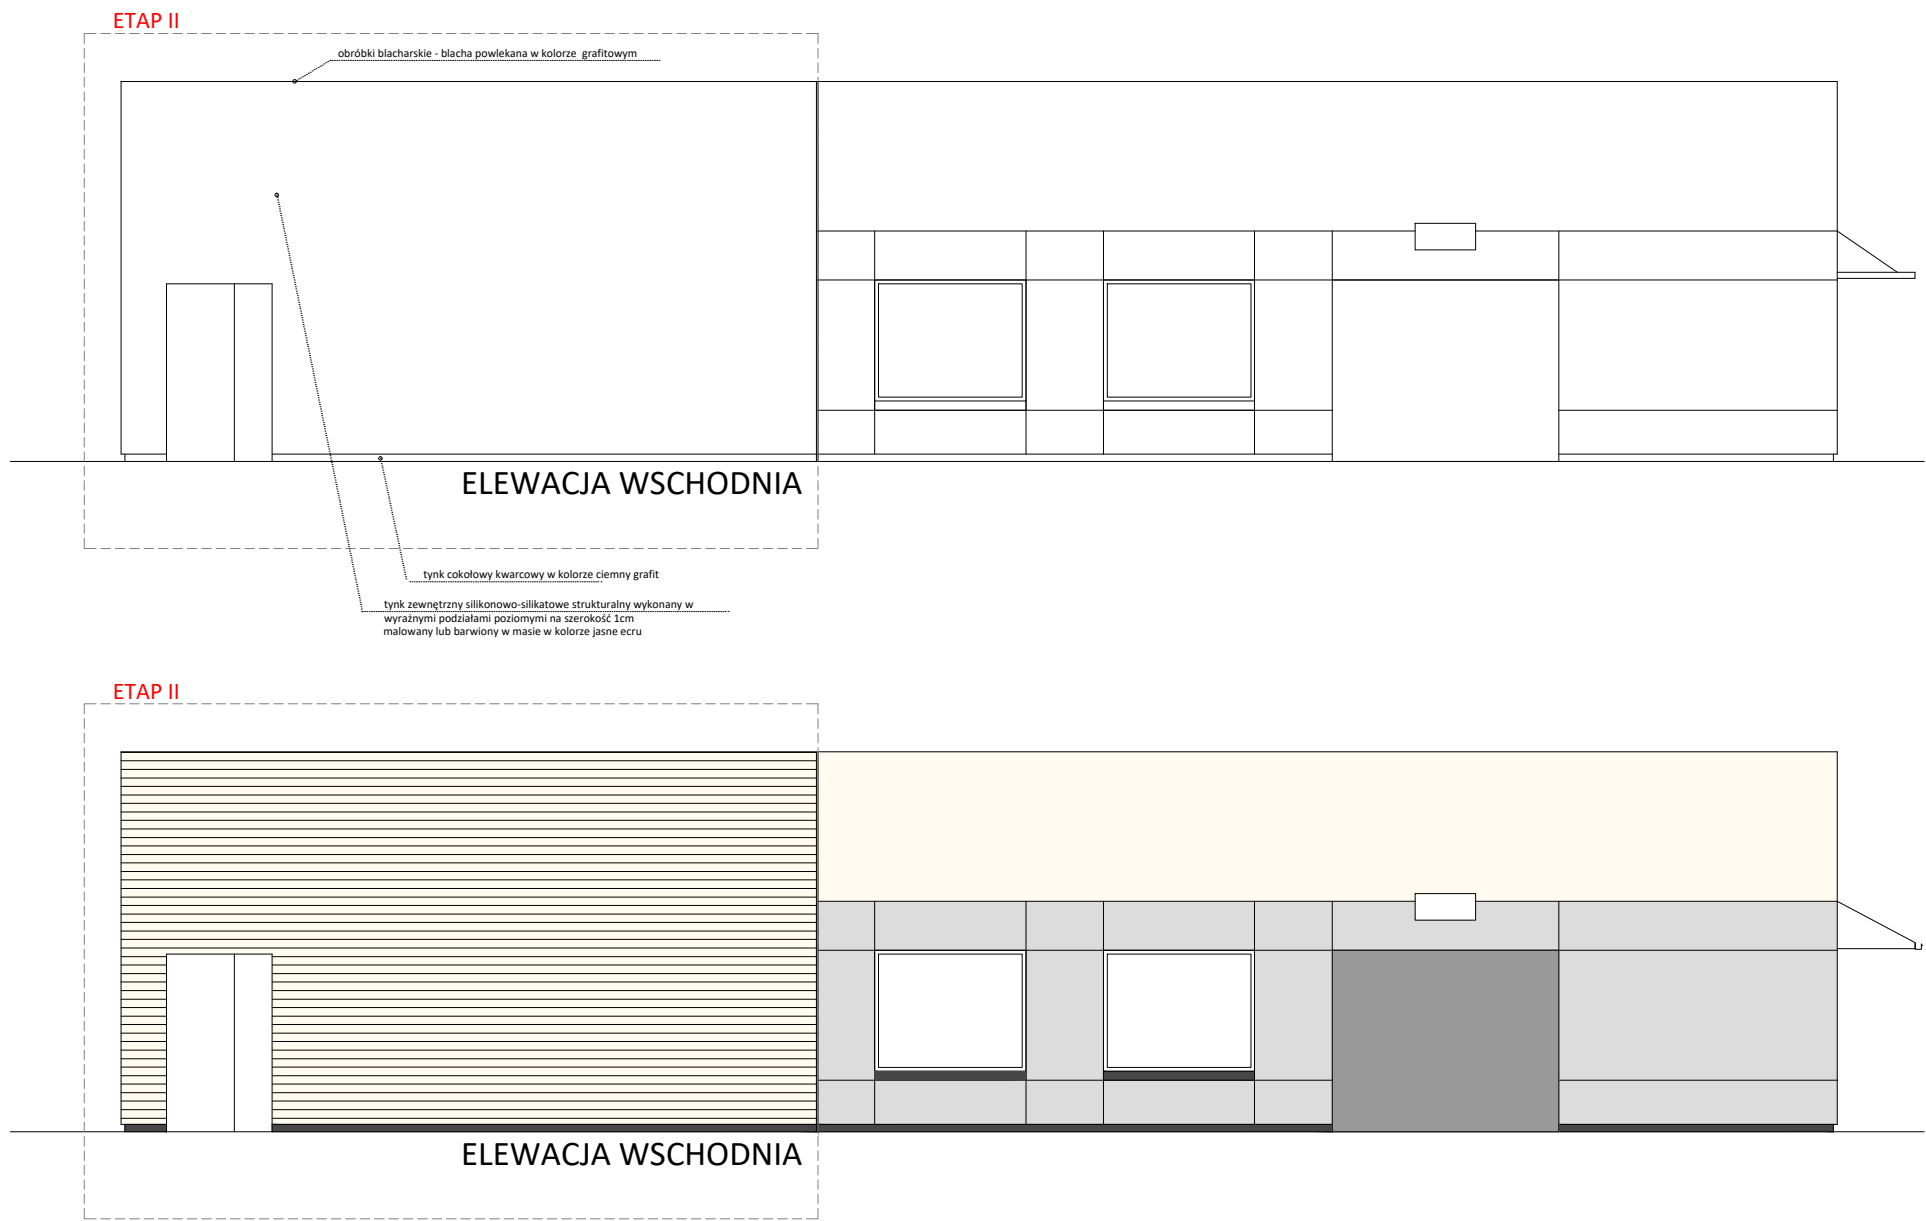 ETAP II
obróbki blacharskie - blacha powlekana w kolorze grafitowym
ELEWACJA WSCHODNIA
tynk cokołowy kwarcowy w kolorze ciemny grafit
tynk zewnętrzny silikonowo-silikatowe strukturalny wykonany w
wyrażnymi podziałami poziomymi na szerokość 1cm
malowany lub barwiony w masie w kolorze jasne ecru
ETAP II
ELEWACJA WSCHODNIA